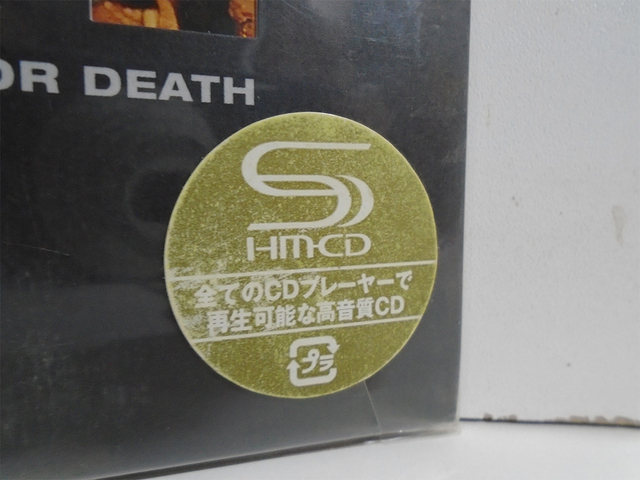 OR DEATH
S
HM-CD
全てのCDプレーヤーで
再生可能な高音質CD
プラ